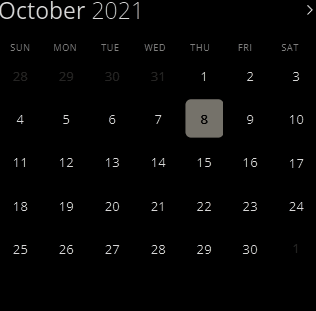 October 2021
SUN MON TUE WED THU FRI SAT
28 29 30 31 1 2 3
4 5 6 7 8 9 10
11 12 13 14 15 16 17
18 19 20 21 22 23 24
25 26 27 28 29 30 1